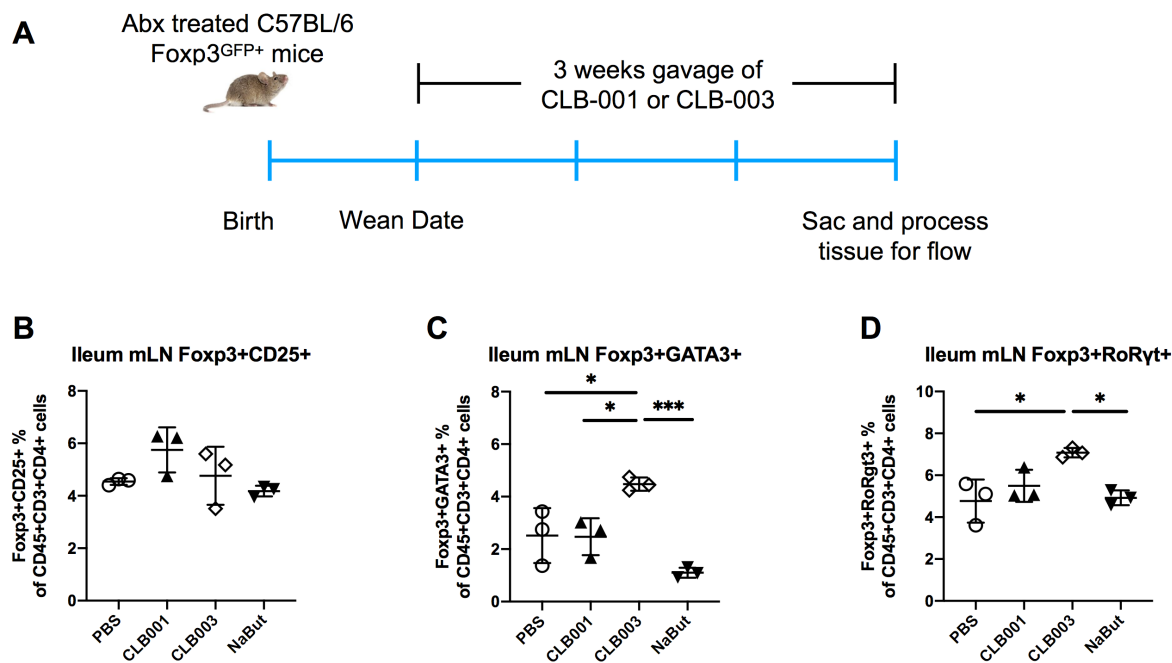 A
Abx treated C57BL/6
Foxp3GFP+ mice
3 weeks gavage of
CLB-001 or CLB-003
Birth
Wean Date
Sac and process
tissue for flow
B
Ileum mLN Foxp3+CD25+
Foxp3+CD25+ %
of CD45+CD3+CD4+ cells
8
6
4
2
0
PBS
CLB001
CLB003
NaBut
C
Ileum mLN Foxp3+GATA3+
Foxp3+GATA3+ %
of CD45+CD3+CD4+ cells
8
6
4
2
0
*
* ***
PBS
CLB001
CLB003
NaBut
D
Ileum mLN Foxp3+RoRγt+
Foxp3+RoRgt3+ %
of CD45+CD3+CD4+ cells
10
8
6
4
2
0
* *
PBS
CLB001
CLB003
NaBut